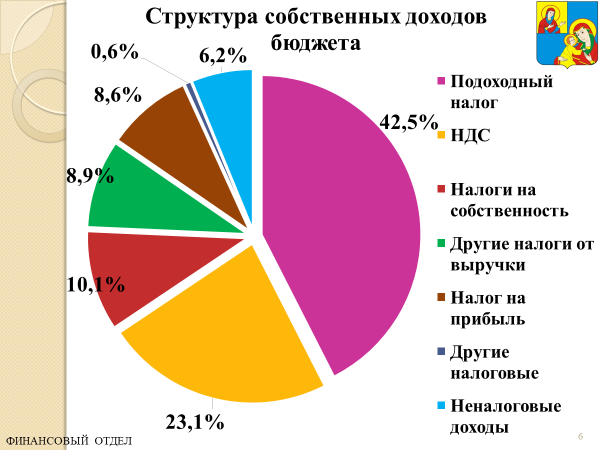 Структура собственных доходов
бюджета
0,6%
6,2%
8,6%
42,5%
8,9%
10,1%
23,1%
Подоходный
налог
НДС
Налоги на
собственность
Другие налоги от
выручки
Налог на
прибыль
Другие
налоговые
Неналоговые
доходы
ФИНАНСОВЫЙ ОТДЕЛ
6